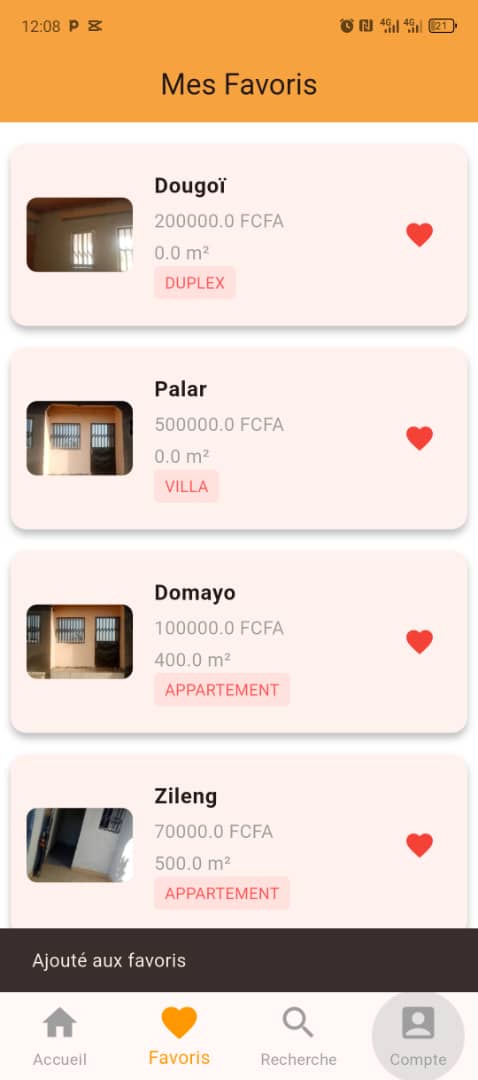 12:08
4G 4G 21
Mes Favoris
Dougoï
200000.0 FCFA
0.0 m²
DUPLEX
Palar
500000.0 FCFA
0.0 m²
VILLA
Domayo
100000.0 FCFA
400.0 m²
APPARTEMENT
Zileng
70000.0 FCFA
500.0 m²
APPARTEMENT
Ajouté aux favoris
Accueil Favoris Recherche Compte